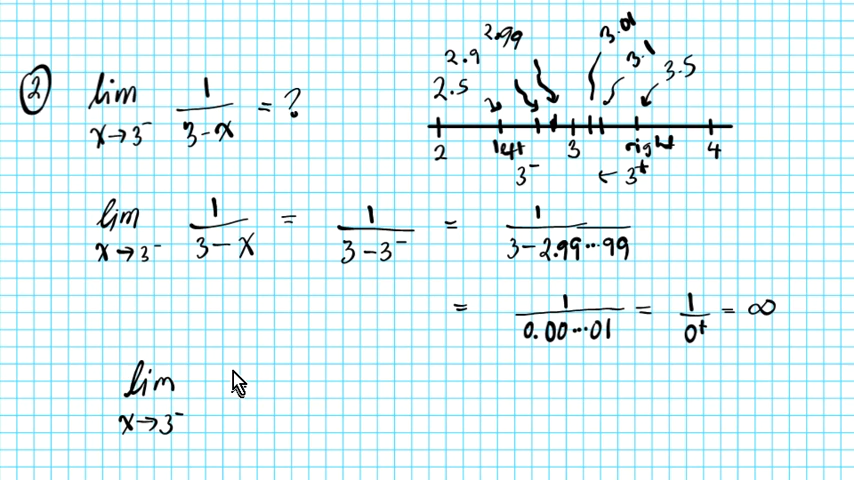 ② lim x→3⁻ 1/(3-x) = ?
2.9 2.99 3.01 3.1
2.5 3.5
2 left 3 right 4
3⁻ ← 3⁺
lim x→3⁻ 1/(3-x) = 1/(3-3⁻) = 1/(3-2.99...99)
= 1/(0.00...01) = 1/0⁺ = ∞
lim x→3⁻